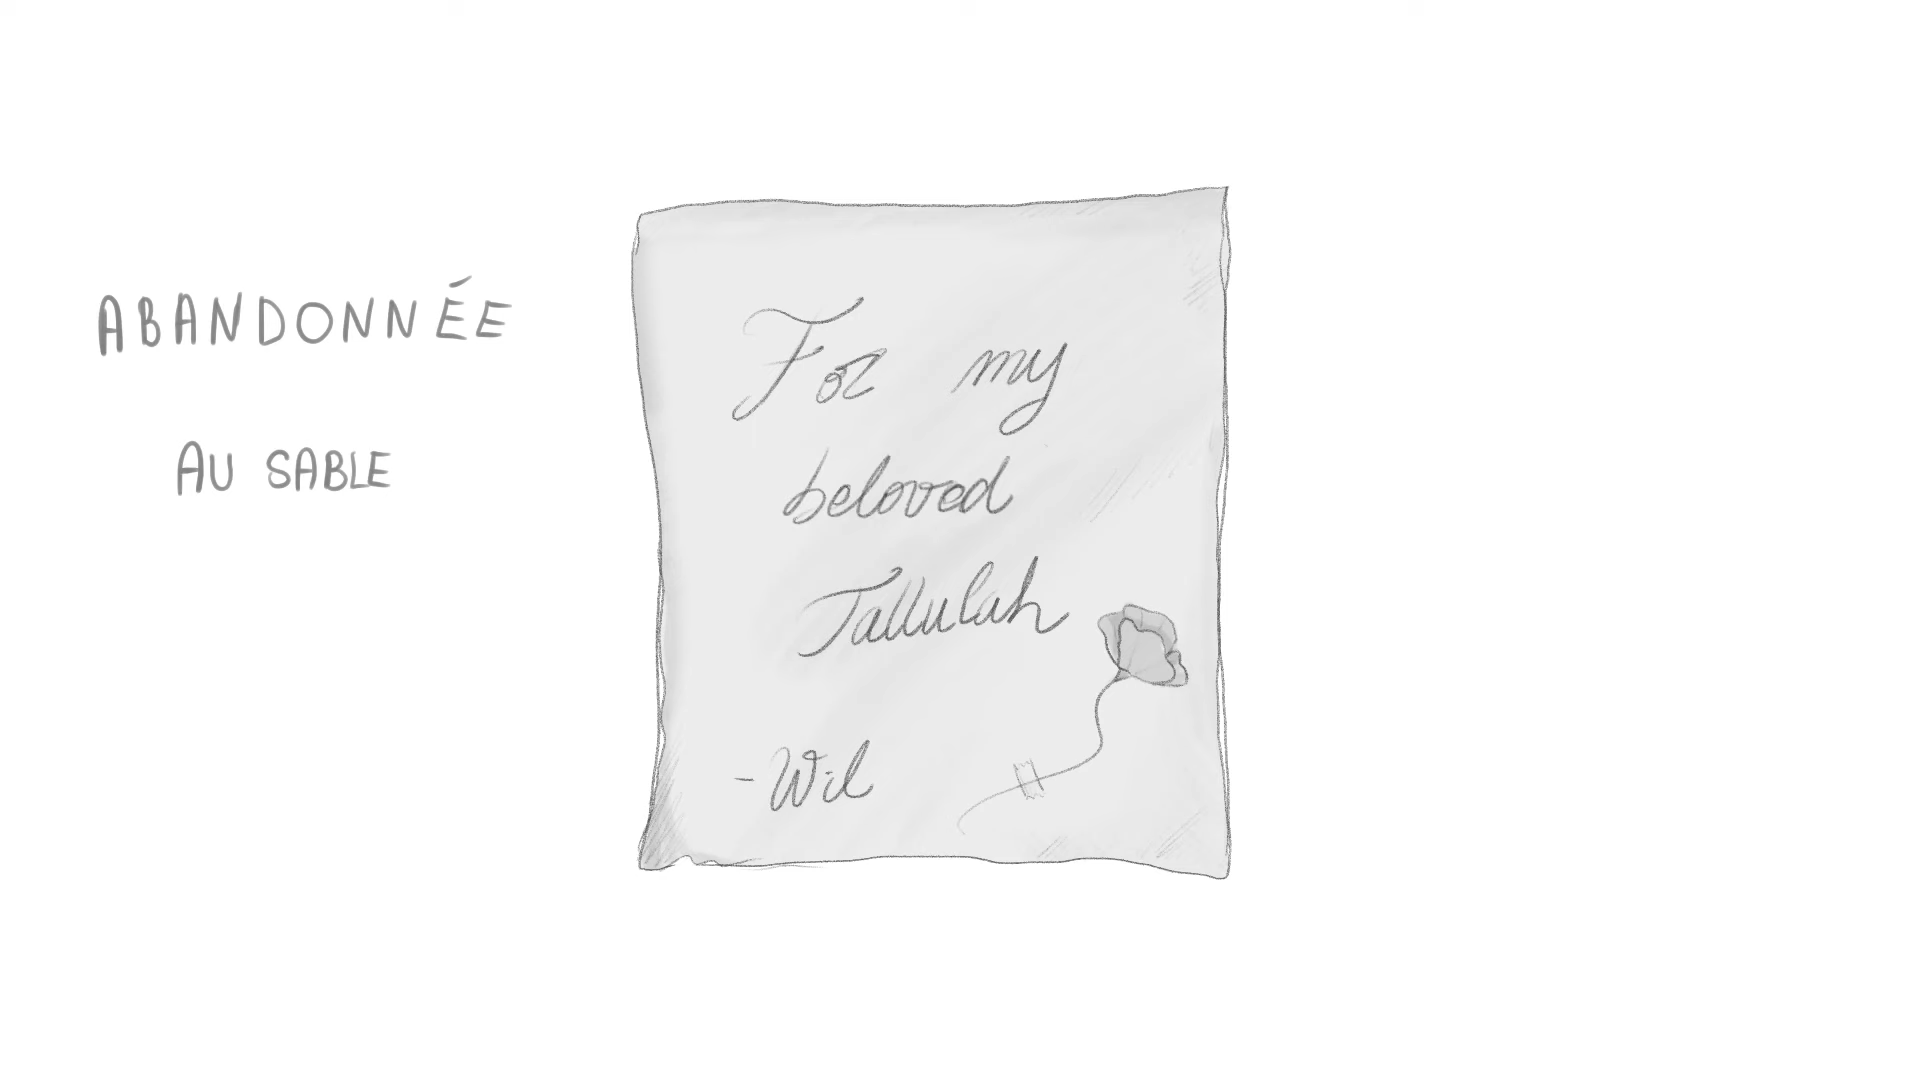 ABANDONNÉE
AU SABLE
For my
beloved
Tallulah
-Wil